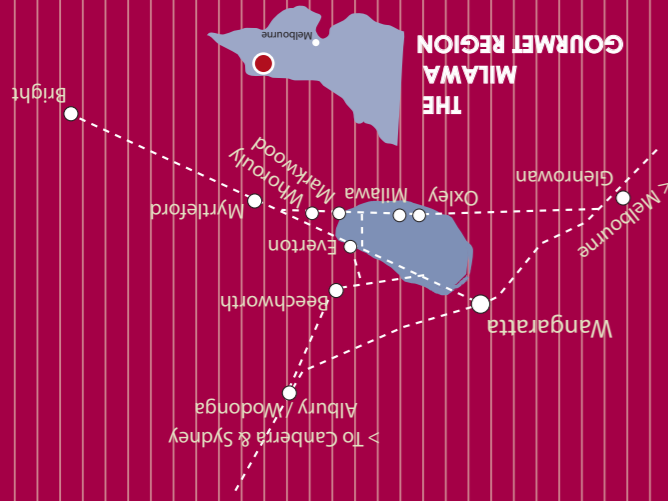 > To Canberra & Sydney
Albury / Wodonga
Wangaratta
Beechworth
Everton
< Melbourne
Glenrowan
Oxley
Milawa
Markwood
Whorouly
Myrtleford
Bright
THE
MILAWA
GOURMET REGION
Melbourne